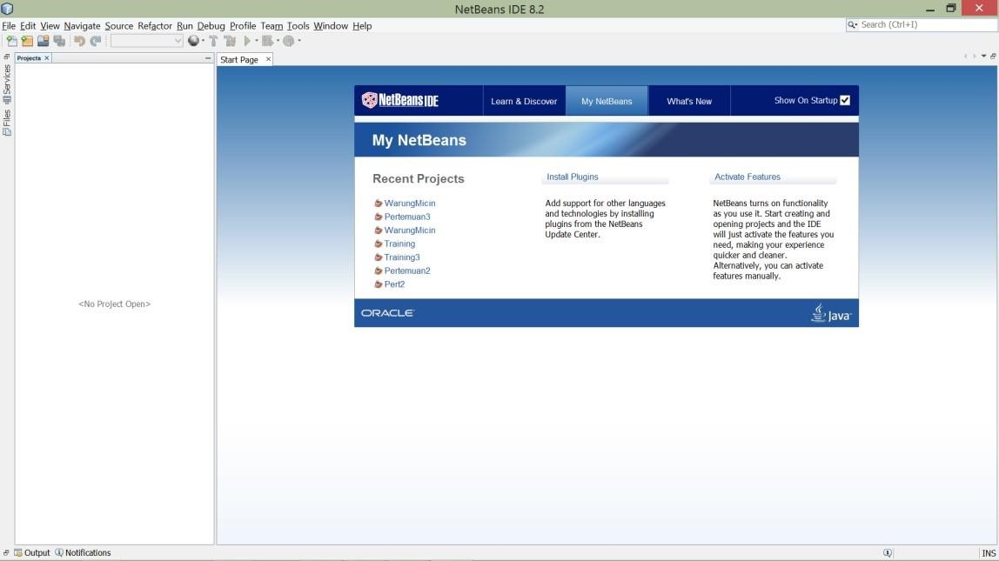 NetBeans IDE 8.2
File Edit View Navigate Source Refactor Run Debug Profile Team Tools Window Help
Search (Ctrl+I)
Projects
Start Page
Services
Files
NetBeans IDE
Learn & Discover
My NetBeans
What's New
Show On Startup
My NetBeans
Recent Projects
WarungMicin
Pertemuan3
WarungMicin
Training
Training3
Pertemuan2
Pert2
Install Plugins
Add support for other languages
and technologies by installing
plugins from the NetBeans
Update Center.
Activate Features
NetBeans turns on functionality
as you use it. Start creating and
opening projects and the IDE
will just activate the features you
need, making your experience
quicker and cleaner.
Alternatively, you can activate
features manually.
<No Project Open>
ORACLE
Java
Output
Notifications
INS